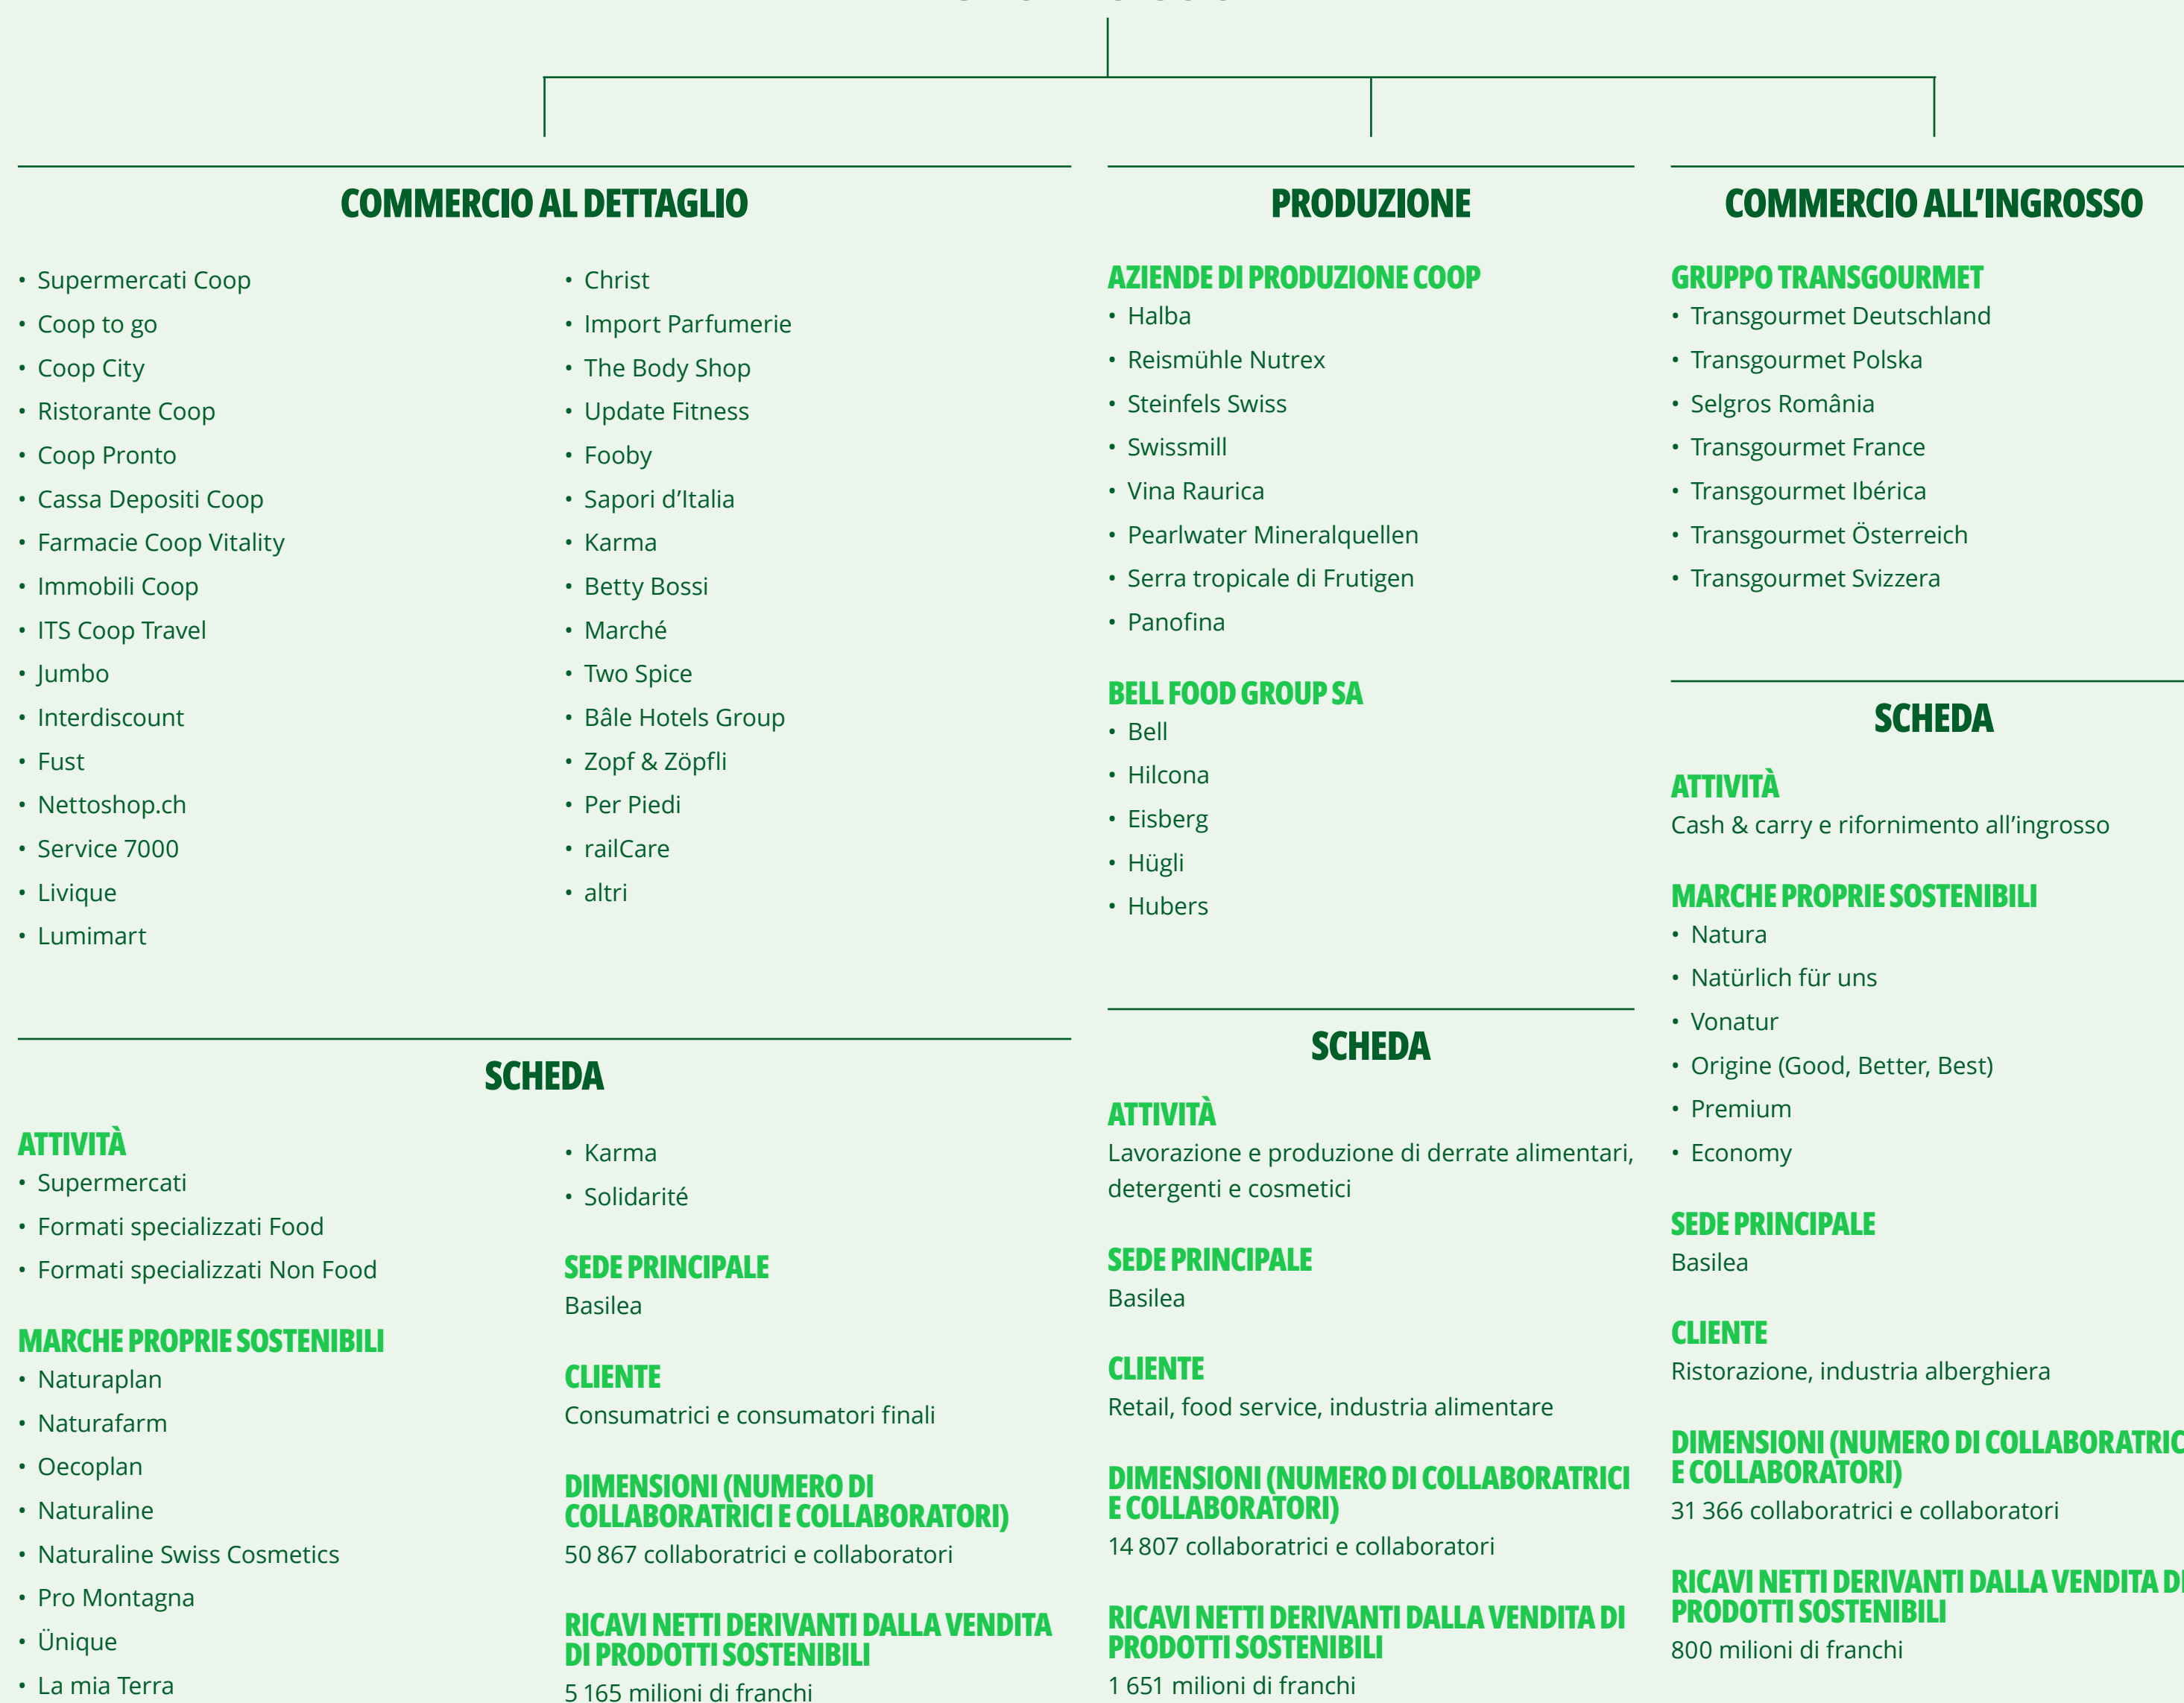 COMMERCIO AL DETTAGLIO
• Supermercati Coop
• Coop to go
• Coop City
• Ristorante Coop
• Coop Pronto
• Cassa Depositi Coop
• Farmacie Coop Vitality
• Immobili Coop
• ITS Coop Travel
• Jumbo
• Interdiscount
• Fust
• Nettoshop.ch
• Service 7000
• Livique
• Lumimart
• Christ
• Import Parfumerie
• The Body Shop
• Update Fitness
• Fooby
• Sapori d’Italia
• Karma
• Betty Bossi
• Marché
• Two Spice
• Bâle Hotels Group
• Zopf & Zöpfli
• Per Piedi
• railCare
• altri
SCHEDA
ATTIVITÀ
• Supermercati
• Formati specializzati Food
• Formati specializzati Non Food
MARCHE PROPRIE SOSTENIBILI
• Naturaplan
• Naturafarm
• Oecoplan
• Naturaline
• Naturaline Swiss Cosmetics
• Pro Montagna
• Ünique
• La mia Terra
• Karma
• Solidarité
SEDE PRINCIPALE
Basilea
CLIENTE
Consumatrici e consumatori finali
DIMENSIONI (NUMERO DI
COLLABORATRICI E COLLABORATORI)
50 867 collaboratrici e collaboratori
RICAVI NETTI DERIVANTI DALLA VENDITA
DI PRODOTTI SOSTENIBILI
5 165 milioni di franchi
PRODUZIONE
AZIENDE DI PRODUZIONE COOP
• Halba
• Reismühle Nutrex
• Steinfels Swiss
• Swissmill
• Vina Raurica
• Pearlwater Mineralquellen
• Serra tropicale di Frutigen
• Panofina
BELL FOOD GROUP SA
• Bell
• Hilcona
• Eisberg
• Hügli
• Hubers
SCHEDA
ATTIVITÀ
Lavorazione e produzione di derrate alimentari,
detergenti e cosmetici
SEDE PRINCIPALE
Basilea
CLIENTE
Retail, food service, industria alimentare
DIMENSIONI (NUMERO DI COLLABORATRICI
E COLLABORATORI)
14 807 collaboratrici e collaboratori
RICAVI NETTI DERIVANTI DALLA VENDITA DI
PRODOTTI SOSTENIBILI
1 651 milioni di franchi
COMMERCIO ALL’INGROSSO
GRUPPO TRANSGOURMET
• Transgourmet Deutschland
• Transgourmet Polska
• Selgros România
• Transgourmet France
• Transgourmet Ibérica
• Transgourmet Österreich
• Transgourmet Svizzera
SCHEDA
ATTIVITÀ
Cash & carry e rifornimento all’ingrosso
MARCHE PROPRIE SOSTENIBILI
• Natura
• Natürlich für uns
• Vonatur
• Origine (Good, Better, Best)
• Premium
• Economy
SEDE PRINCIPALE
Basilea
CLIENTE
Ristorazione, industria alberghiera
DIMENSIONI (NUMERO DI COLLABORATRIC
E COLLABORATORI)
31 366 collaboratrici e collaboratori
RICAVI NETTI DERIVANTI DALLA VENDITA DI
PRODOTTI SOSTENIBILI
800 milioni di franchi